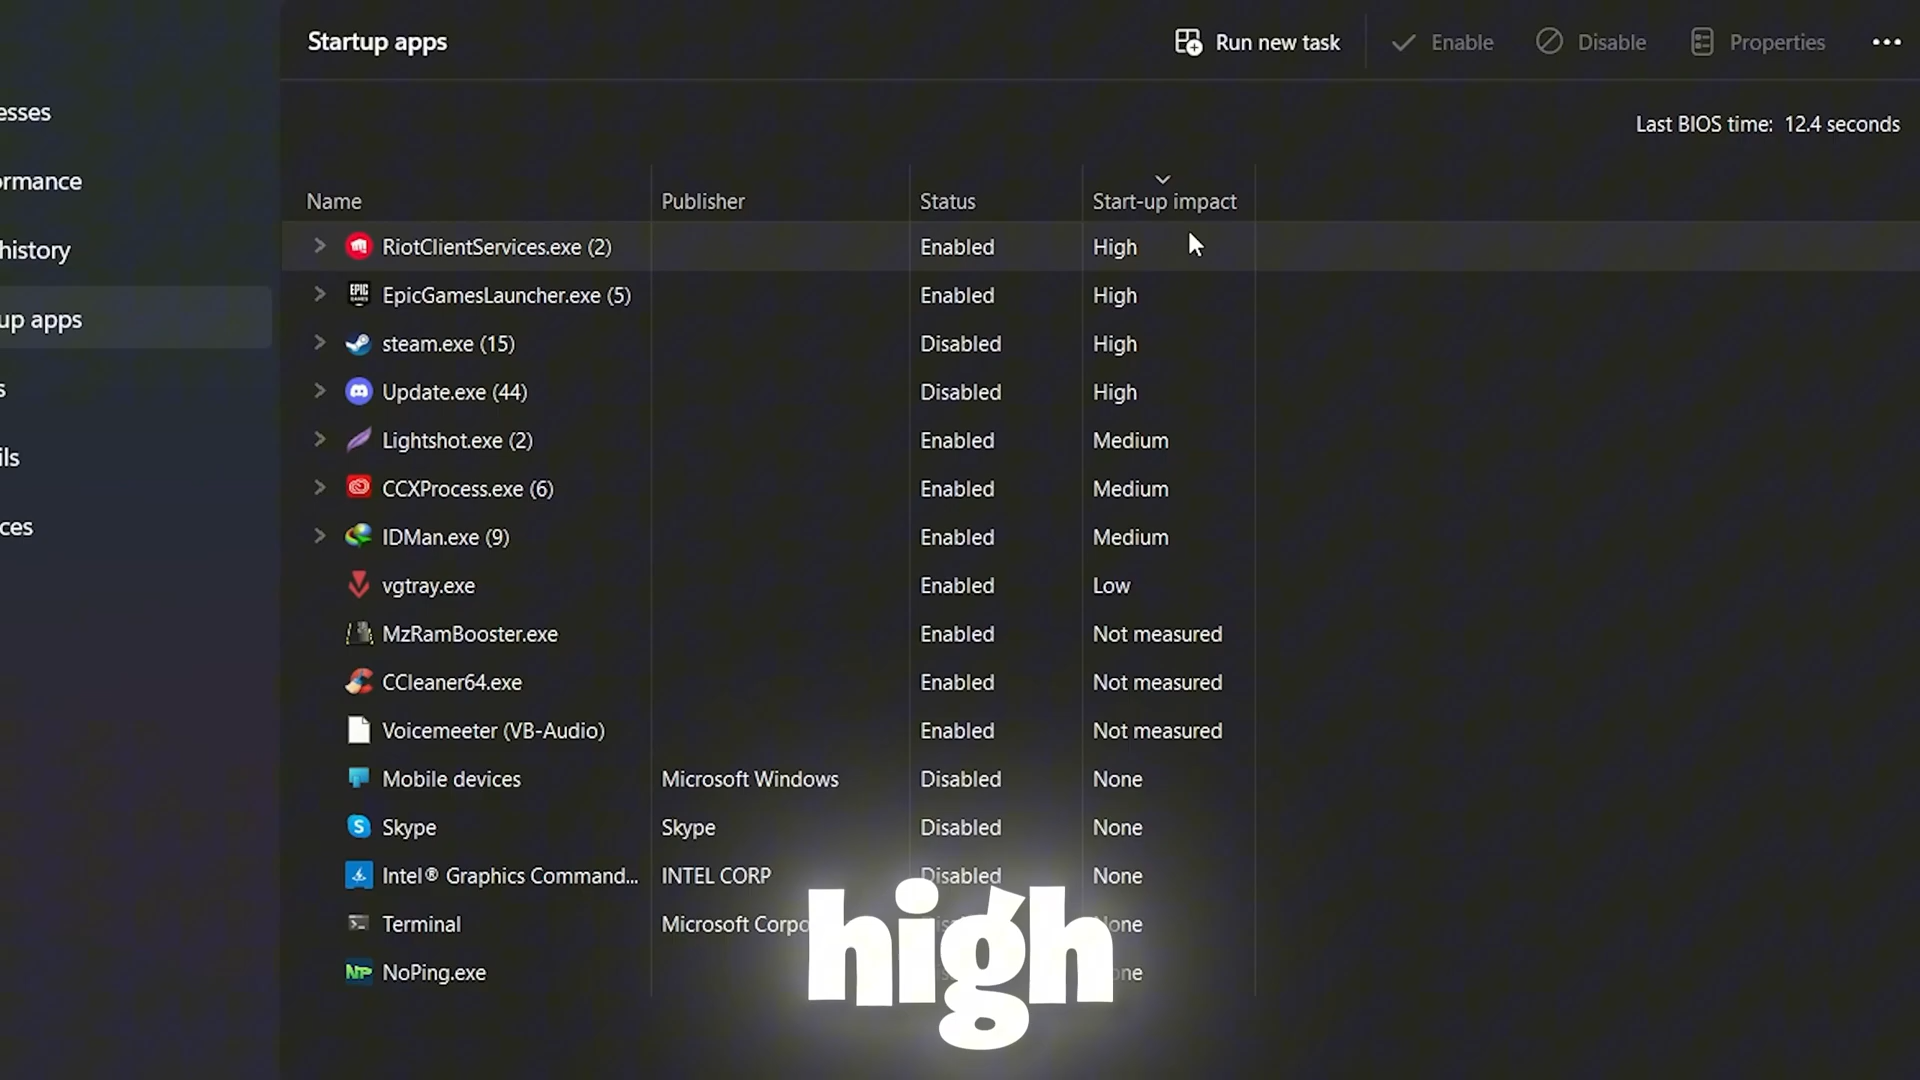 Startup apps Run new task Enable Disable Properties
Last BIOS time: 12.4 seconds
esses
ormance
history
up apps
s
ils
ces
Name Publisher Status Start-up impact
RiotClientServices.exe (2) Enabled High
EPIC GAMES EpicGamesLauncher.exe (5) Enabled High
steam.exe (15) Disabled High
Update.exe (44) Disabled High
Lightshot.exe (2) Enabled Medium
CCXProcess.exe (6) Enabled Medium
IDMan.exe (9) Enabled Medium
vgtray.exe Enabled Low
MzRamBooster.exe Enabled Not measured
CCleaner64.exe Enabled Not measured
Voicemeeter (VB-Audio) Enabled Not measured
Mobile devices Microsoft Windows Disabled None
S Skype Skype Disabled None
Intel® Graphics Command... INTEL CORP Disabled None
Terminal Microsoft Corpo
NP NoPing.exe
high